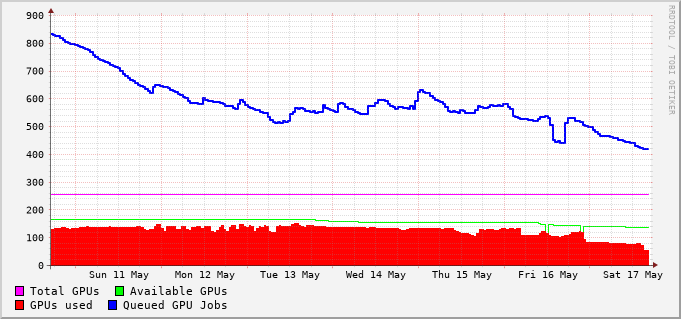 900
800
700
600
500
400
300
200
100
0
Sun 11 May Mon 12 May Tue 13 May Wed 14 May Thu 15 May Fri 16 May Sat 17 May
Total GPUs Available GPUs
GPUs used Queued GPU Jobs
RRDTOOL / TOBI OETIKER